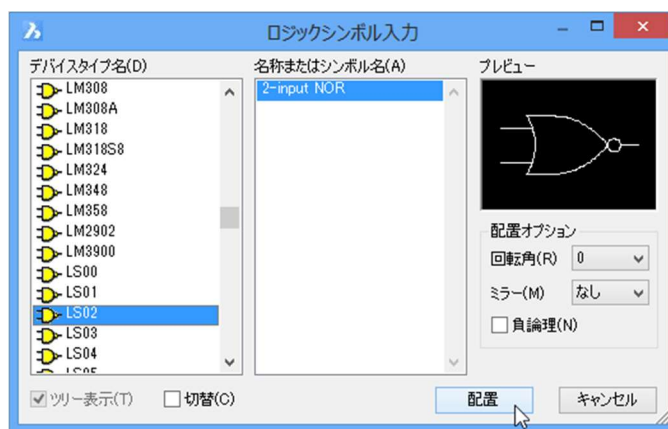 ロジックシンボル入力
デバイスタイプ名(D)
LM308
LM308A
LM318
LM318S8
LM324
LM348
LM358
LM2902
LM3900
LS00
LS01
LS02
LS03
LS04
LS05
名称またはシンボル名(A)
2-input NOR
プレビュー
配置オプション
回転角(R) 0
ミラー(M) なし
負論理(N)
ツリー表示(T) 切替(C) 配置 キャンセル